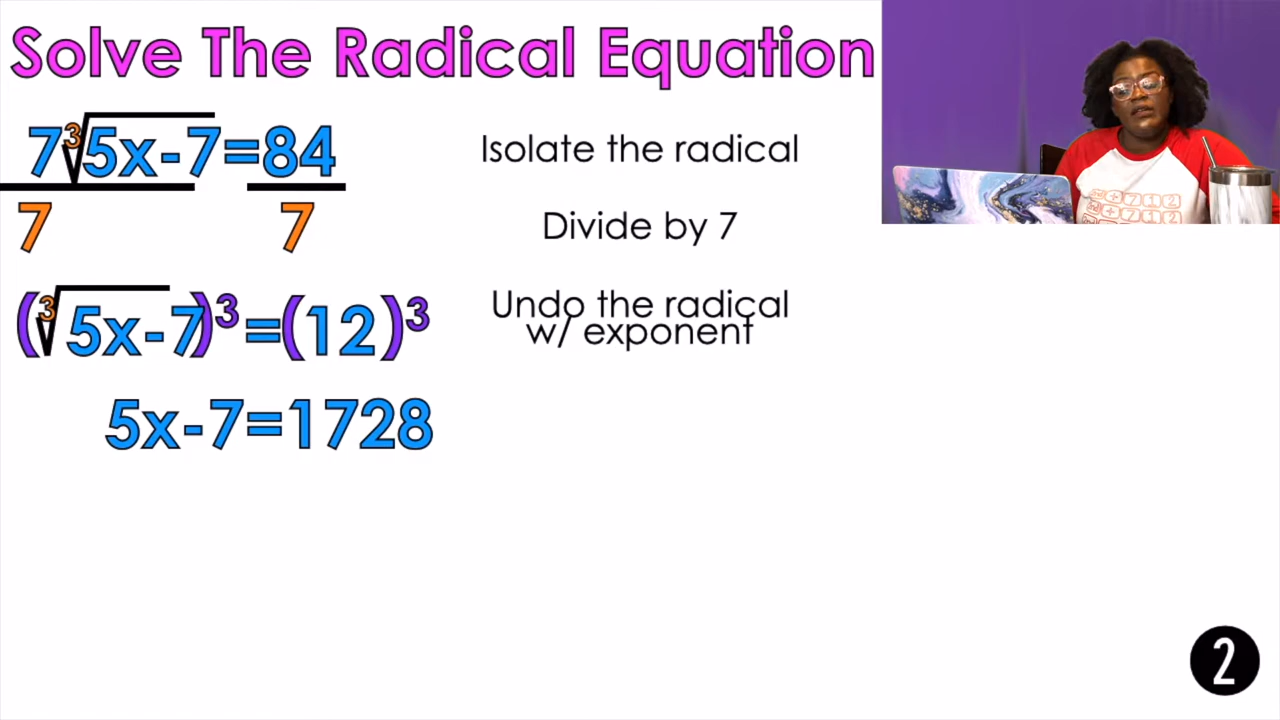 Solve The Radical Equation
7∛5x-7=84
7 7
Isolate the radical
Divide by 7
(∛5x-7)³=(12)³
Undo the radical
w/ exponent
5x-7=1728
2